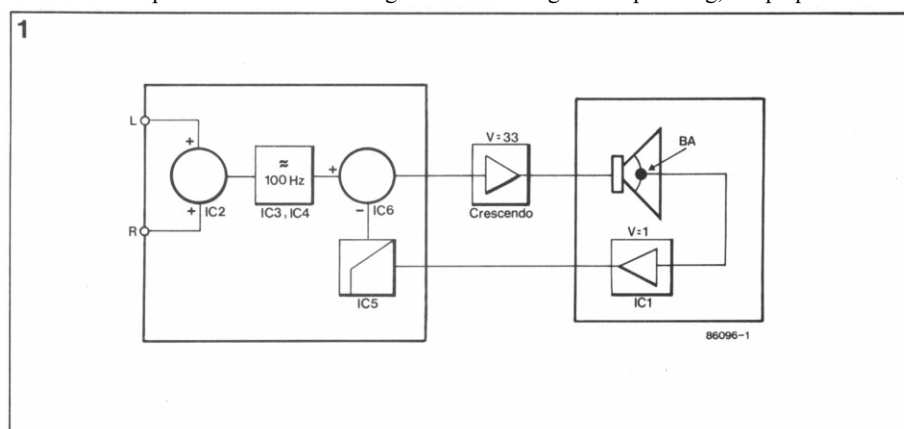 1
L
+
+
R
IC2
≈
100 Hz
IC3, IC4
+
−
IC6
IC5
V=33
Crescendo
BA
V=1
IC1
86096-1